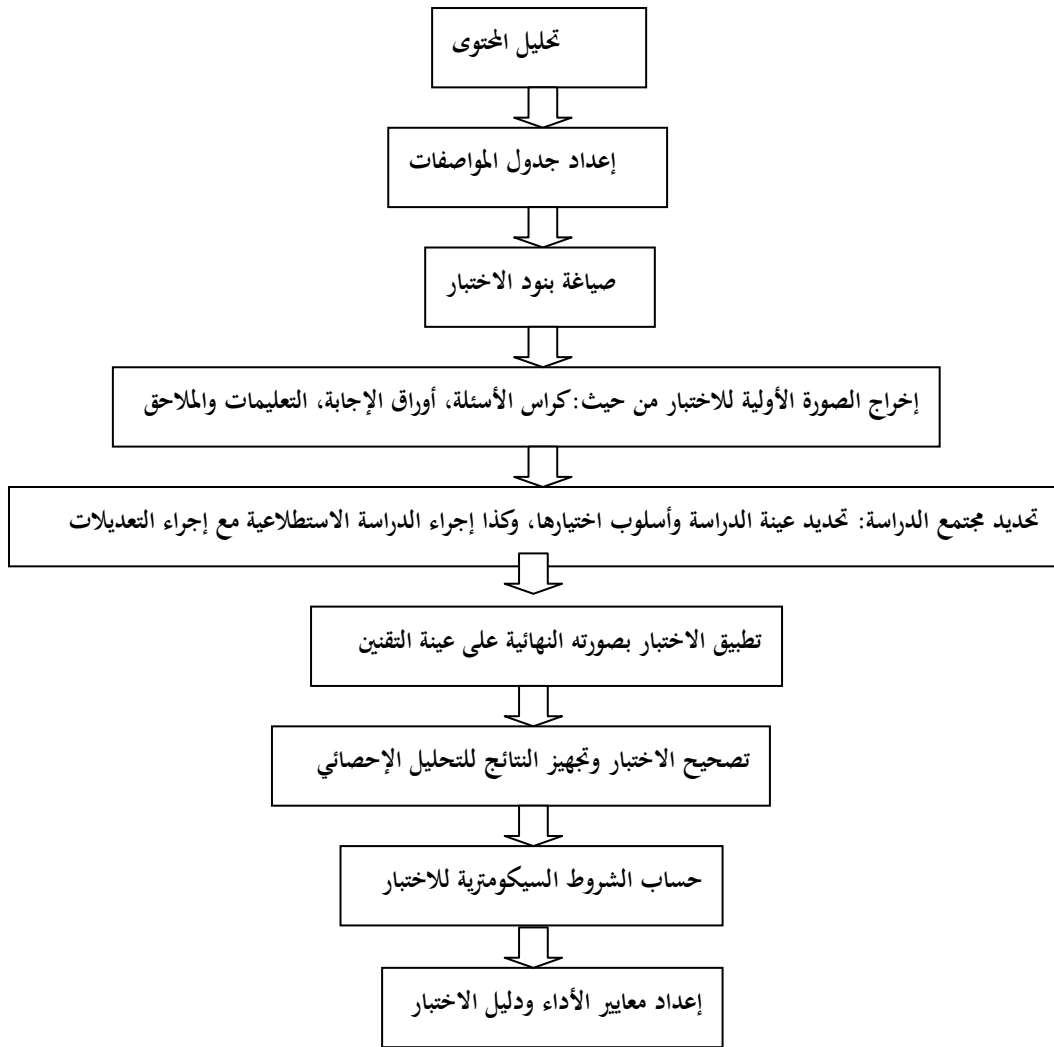 تحليل المحتوى
إعداد جدول المواصفات
صياغة بنود الاختبار
إخراج الصورة الأولية للاختبار من حيث:كراس الأسئلة، أوراق الإجابة، التعليمات والملاحق
تحديد مجتمع الدراسة: تحديد عينة الدراسة وأسلوب اختيارها، وكذا إجراء الدراسة الاستطلاعية مع إجراء التعديلات
تطبيق الاختبار بصورته النهائية على عينة التقنين
تصحيح الاختبار وتجهيز النتائج للتحليل الإحصائي
حساب الشروط السيكومترية للاختبار
إعداد معايير الأداء ودليل الاختبار